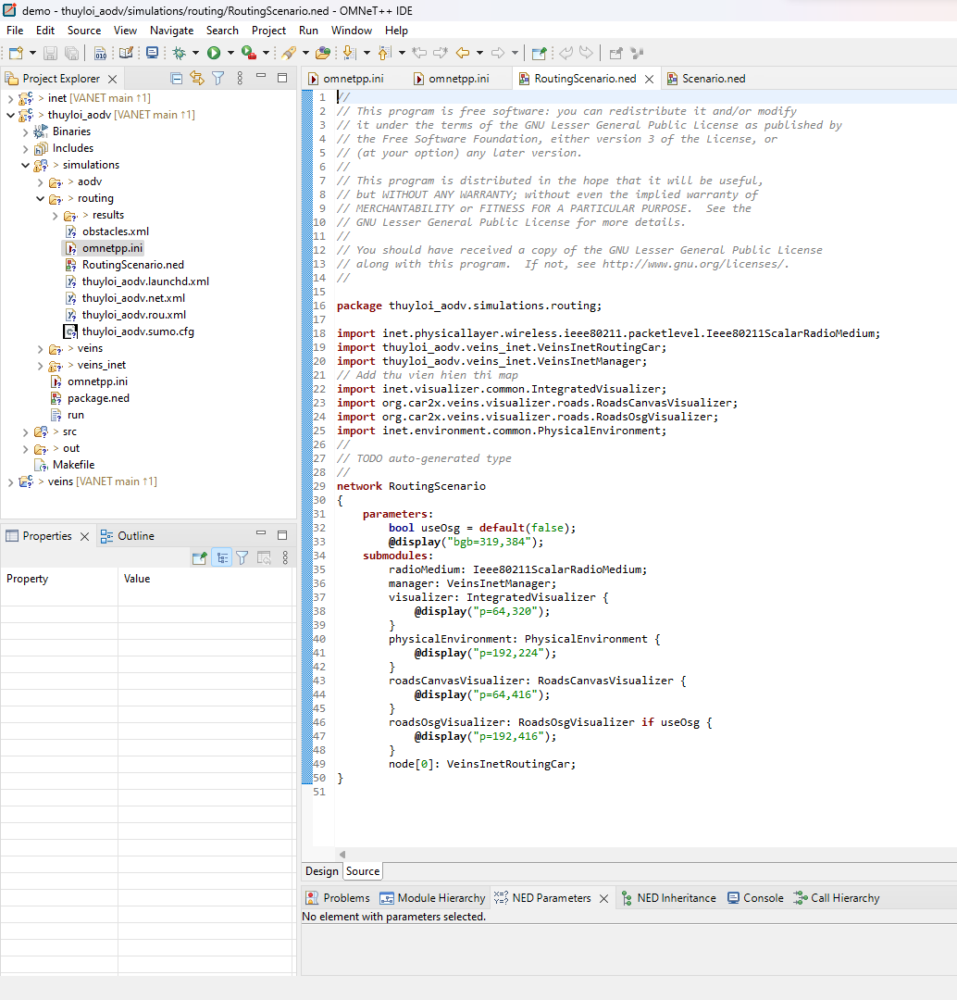 demo - thuyloi_aodv/simulations/routing/RoutingScenario.ned - OMNeT++ IDE
File Edit Source View Navigate Search Project Run Window Help
Project Explorer
> inet [VANET main ↑1]
> thuyloi_aodv [VANET main ↑1]
Binaries
Includes
> simulations
> aodv
> routing
> results
obstacles.xml
omnetpp.ini
RoutingScenario.ned
thuyloi_aodv.launchd.xml
thuyloi_aodv.net.xml
thuyloi_aodv.rou.xml
thuyloi_aodv.sumo.cfg
> veins
> veins_inet
omnetpp.ini
package.ned
run
> src
> out
Makefile
> veins [VANET main ↑1]
Properties Outline
Property Value
omnetpp.ini omnetpp.ini RoutingScenario.ned Scenario.ned
1 //
2 // This program is free software: you can redistribute it and/or modify
3 // it under the terms of the GNU Lesser General Public License as published by
4 // the Free Software Foundation, either version 3 of the License, or
5 // (at your option) any later version.
6 //
7 // This program is distributed in the hope that it will be useful,
8 // but WITHOUT ANY WARRANTY; without even the implied warranty of
9 // MERCHANTABILITY or FITNESS FOR A PARTICULAR PURPOSE.  See the
10 // GNU Lesser General Public License for more details.
11 //
12 // You should have received a copy of the GNU Lesser General Public License
13 // along with this program.  If not, see http://www.gnu.org/licenses/.
14 //
15
16 package thuyloi_aodv.simulations.routing;
17
18 import inet.physicallayer.wireless.ieee80211.packetlevel.Ieee80211ScalarRadioMedium;
19 import thuyloi_aodv.veins_inet.VeinsInetRoutingCar;
20 import thuyloi_aodv.veins_inet.VeinsInetManager;
21 // Add thu vien hien thi map
22 import inet.visualizer.common.IntegratedVisualizer;
23 import org.car2x.veins.visualizer.roads.RoadsCanvasVisualizer;
24 import org.car2x.veins.visualizer.roads.RoadsOsgVisualizer;
25 import inet.environment.common.PhysicalEnvironment;
26 //
27 // TODO auto-generated type
28 //
29 network RoutingScenario
30 {
31 parameters:
32 bool useOsg = default(false);
33 @display("bgb=319,384");
34 submodules:
35 radioMedium: Ieee80211ScalarRadioMedium;
36 manager: VeinsInetManager;
37 visualizer: IntegratedVisualizer {
38 @display("p=64,320");
39 }
40 physicalEnvironment: PhysicalEnvironment {
41 @display("p=192,224");
42 }
43 roadsCanvasVisualizer: RoadsCanvasVisualizer {
44 @display("p=64,416");
45 }
46 roadsOsgVisualizer: RoadsOsgVisualizer if useOsg {
47 @display("p=192,416");
48 }
49 node[0]: VeinsInetRoutingCar;
50 }
51
Design Source
Problems Module Hierarchy NED Parameters NED Inheritance Console Call Hierarchy
No element with parameters selected.